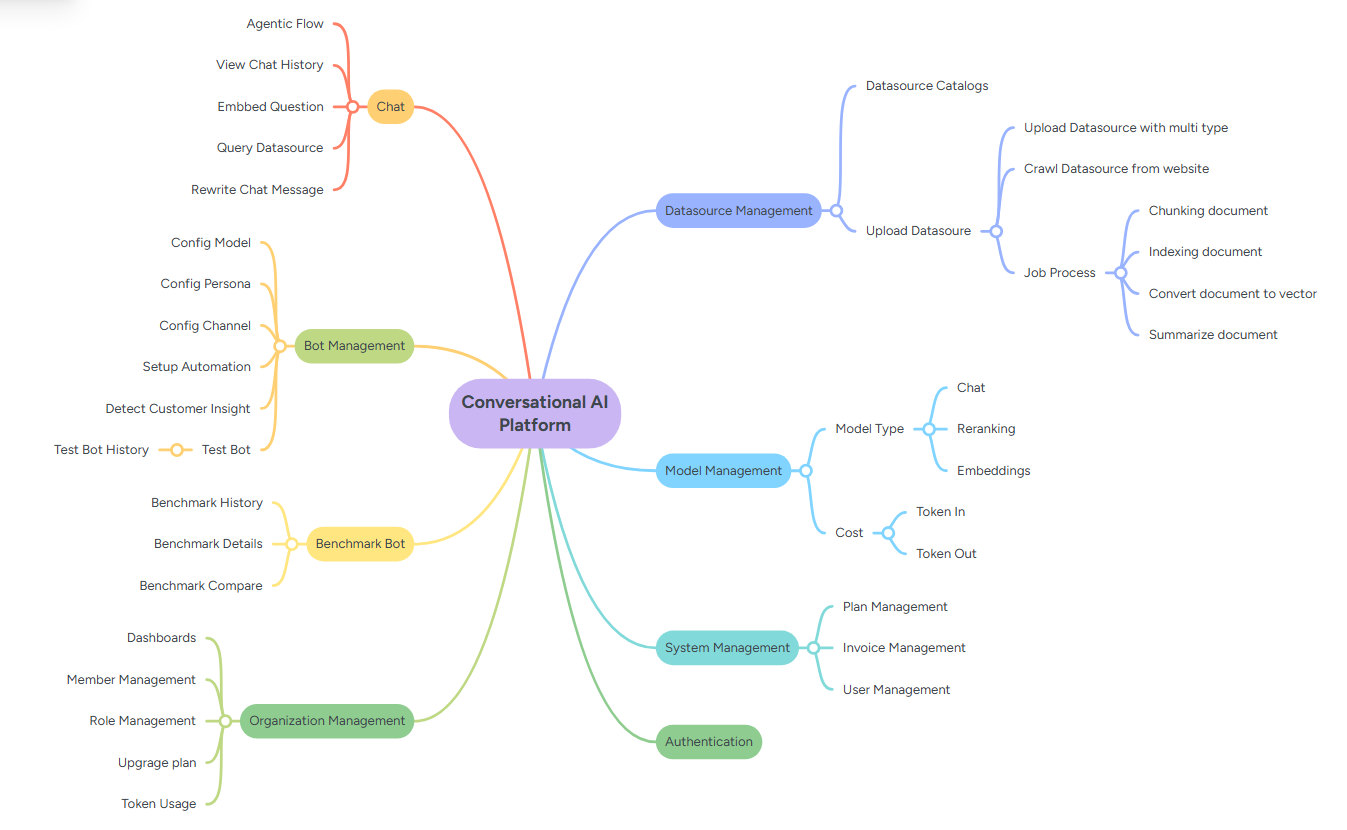 Conversational AI
Platform
Chat
Agentic Flow
View Chat History
Embbed Question
Query Datasource
Rewrite Chat Message
Bot Management
Config Model
Config Persona
Config Channel
Setup Automation
Detect Customer Insight
Test Bot
Test Bot History
Benchmark Bot
Benchmark History
Benchmark Details
Benchmark Compare
Organization Management
Dashboards
Member Management
Role Management
Upgrage plan
Token Usage
Datasource Management
Datasource Catalogs
Upload Datasoure
Upload Datasource with multi type
Crawl Datasource from website
Job Process
Chunking document
Indexing document
Convert document to vector
Summarize document
Model Management
Model Type
Chat
Reranking
Embeddings
Cost
Token In
Token Out
System Management
Plan Management
Invoice Management
User Management
Authentication